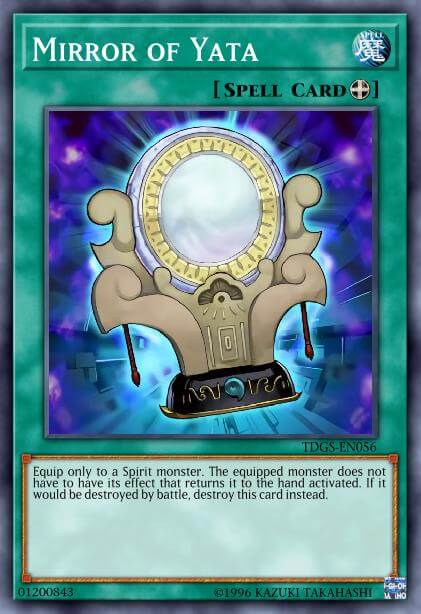 Mirror of Yata
SPELL
魔
[Spell Card]
TDGS-EN056
Equip only to a Spirit monster. The equipped monster does not
have to have its effect that returns it to the hand activated. If it
would be destroyed by battle, destroy this card instead.
01200843
©1996 KAZUKI TAKAHASHI